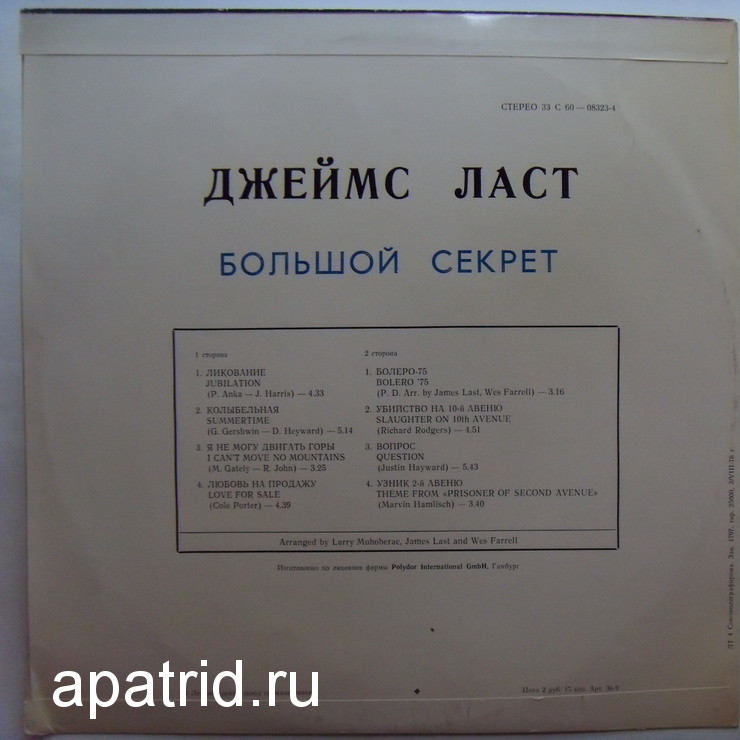 СТЕРЕО 33 С 60—08323-4
ДЖЕЙМС ЛАСТ
БОЛЬШОЙ СЕКРЕТ
1 сторона
1. ЛИКОВАНИЕ
JUBILATION
(P. Anka — J. Harris) — 4.33
2. КОЛЫБЕЛЬНАЯ
SUMMERTIME
(G. Gershwin — D. Heyward) — 5.14
3. Я НЕ МОГУ ДВИГАТЬ ГОРЫ
I CAN'T MOVE NO MOUNTAINS
(M. Gately — R. John) — 3.25
4. ЛЮБОВЬ НА ПРОДАЖУ
LOVE FOR SALE
(Cole Porter) — 4.39
2 сторона
1. БОЛЕРО-75
BOLERO '75
(P. D. Arr. by James Last, Wes Farrell) — 3.16
2. УБИЙСТВО НА 10-й АВЕНЮ
SLAUGHTER ON 10th AVENUE
(Richard Rodgers) — 4.51
3. ВОПРОС
QUESTION
(Justin Hayward) — 5.43
4. УЗНИК 2-й АВЕНЮ
THEME FROM «PRISONER OF SECOND AVENUE»
(Marvin Hamlisch) — 3.40
Arranged by Larry Muhoberac, James Last and Wes Farrell
Изготовлено по лицензии фирмы Polydor International GmbH, Гамбург
Цена 2 руб. 15 коп. Арт.
apatrid.ru